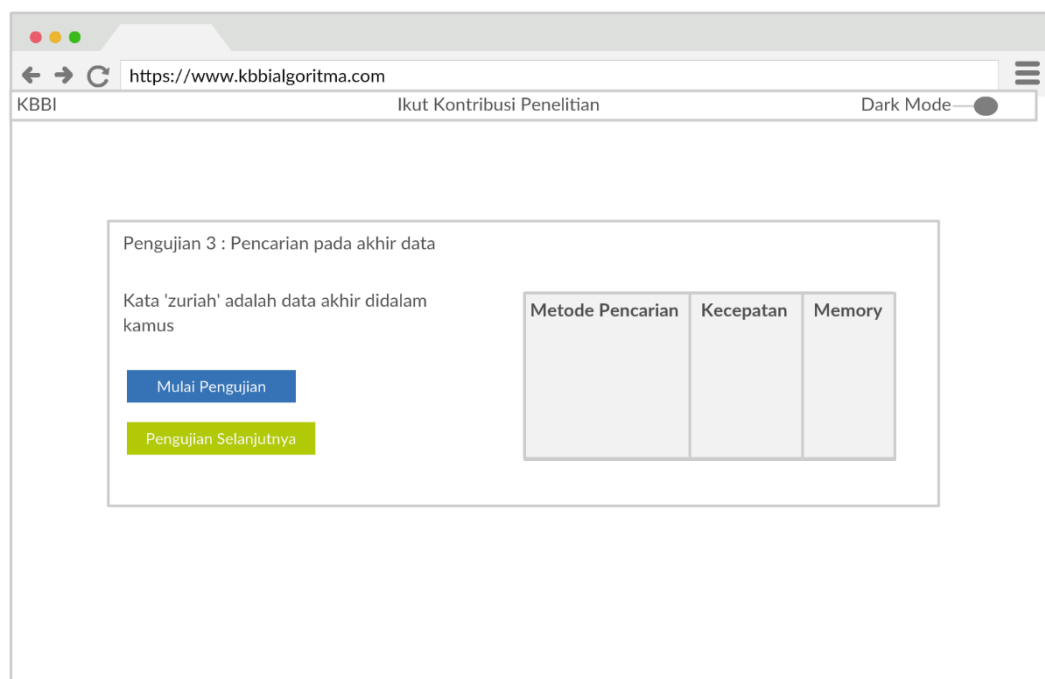 https://www.kbbialgoritma.com
KBBI Ikut Kontribusi Penelitian Dark Mode
Pengujian 3 : Pencarian pada akhir data
Kata 'zuriah' adalah data akhir didalam
kamus
Metode Pencarian Kecepatan Memory
Mulai Pengujian
Pengujian Selanjutnya